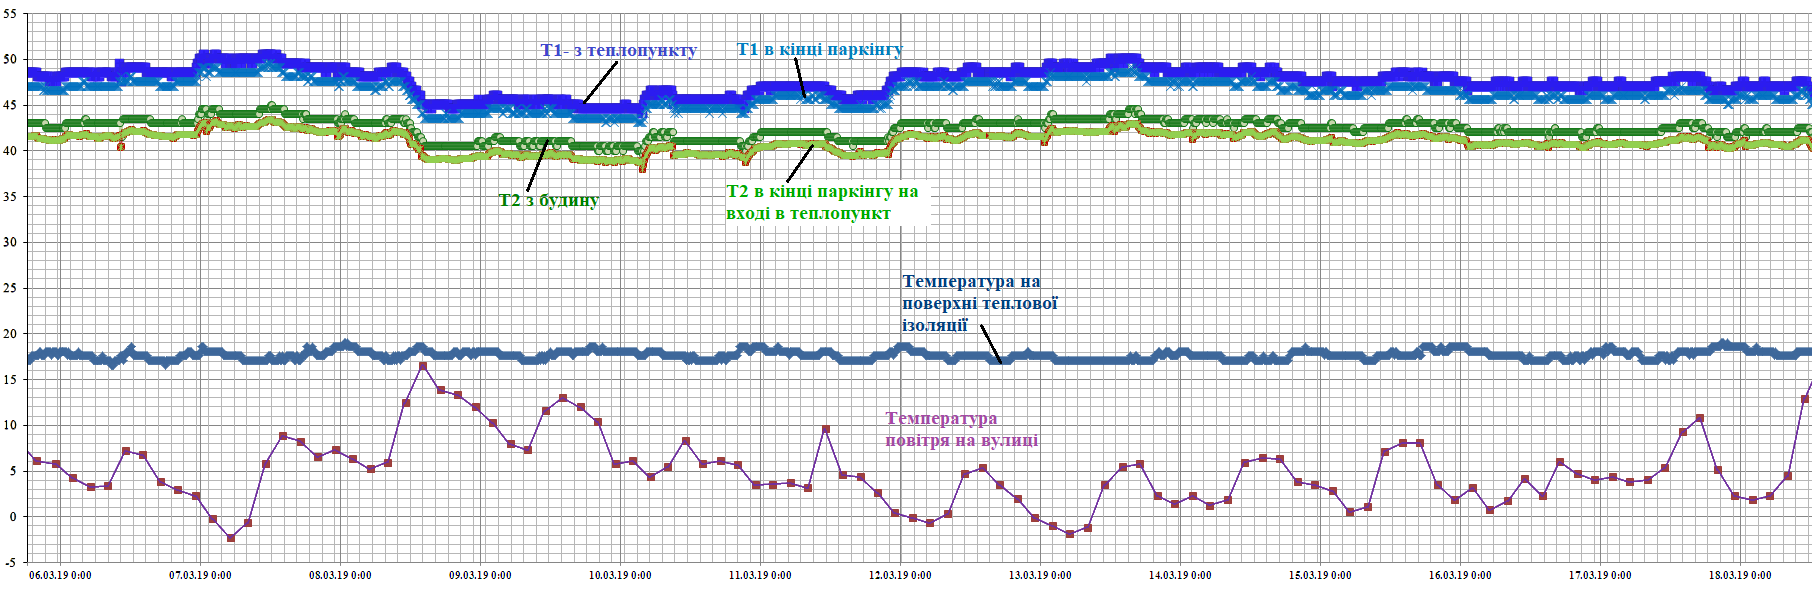 55
50
45
40
35
30
25
20
15
10
5
0
-5
T1- з теплопункту
T1 в кінці паркінгу
T2 з будину
T2 в кінці паркінгу на
вході в теплопункт
Температура на
поверхні теплової
ізоляції
Температура
повітря на вулиці
06.03.19 0:00
07.03.19 0:00
08.03.19 0:00
09.03.19 0:00
10.03.19 0:00
11.03.19 0:00
12.03.19 0:00
13.03.19 0:00
14.03.19 0:00
15.03.19 0:00
16.03.19 0:00
17.03.19 0:00
18.03.19 0:00